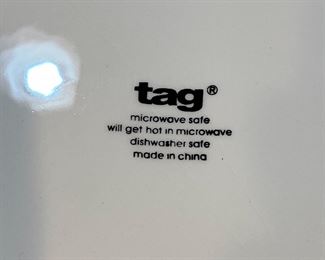 tag®
microwave safe
will get hot in microwave
dishwasher safe
made in china